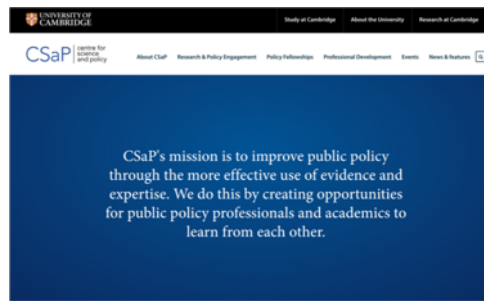 UNIVERSITY OF
CAMBRIDGE
Study at Cambridge About the University Research at Cambridge
CSaP centre for
science
and policy
About CSaP Research & Policy Engagement Policy Fellowships Professional Development Events News & Features
CSaP's mission is to improve public policy
through the more effective use of evidence and
expertise. We do this by creating opportunities
for public policy professionals and academics to
learn from each other.